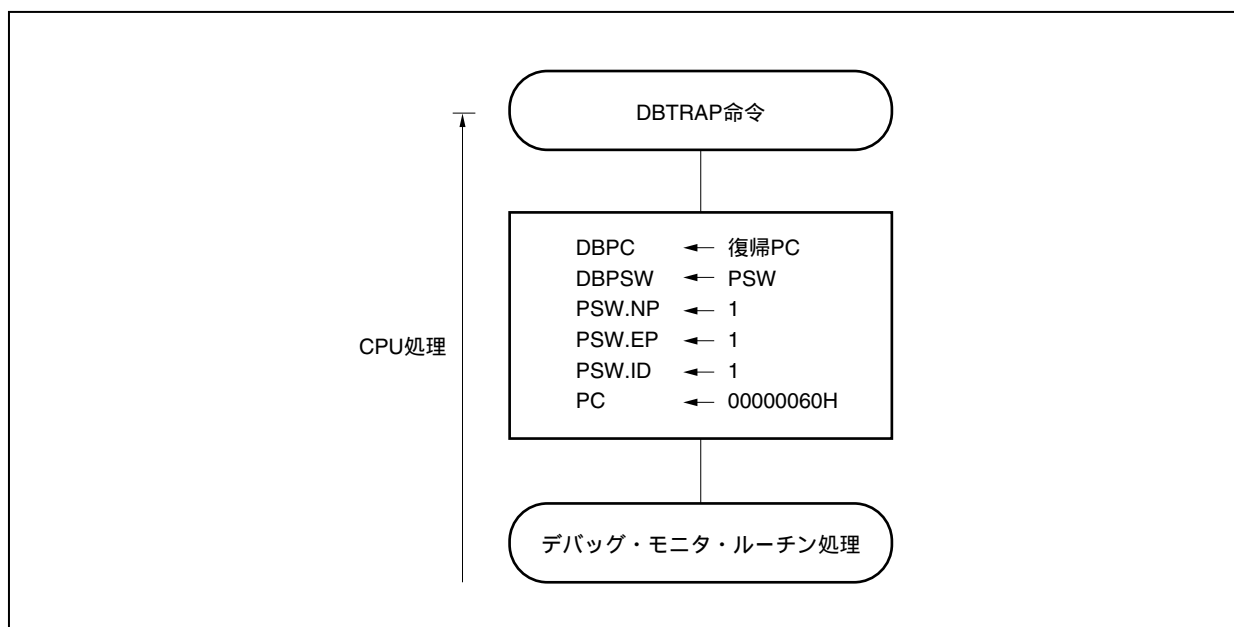 DBTRAP命令
DBPC ← 復帰PC
DBPSW ← PSW
PSW.NP ← 1
PSW.EP ← 1
CPU処理
PSW.ID ← 1
PC ← 00000060H
デバッグ・モニタ・ルーチン処理